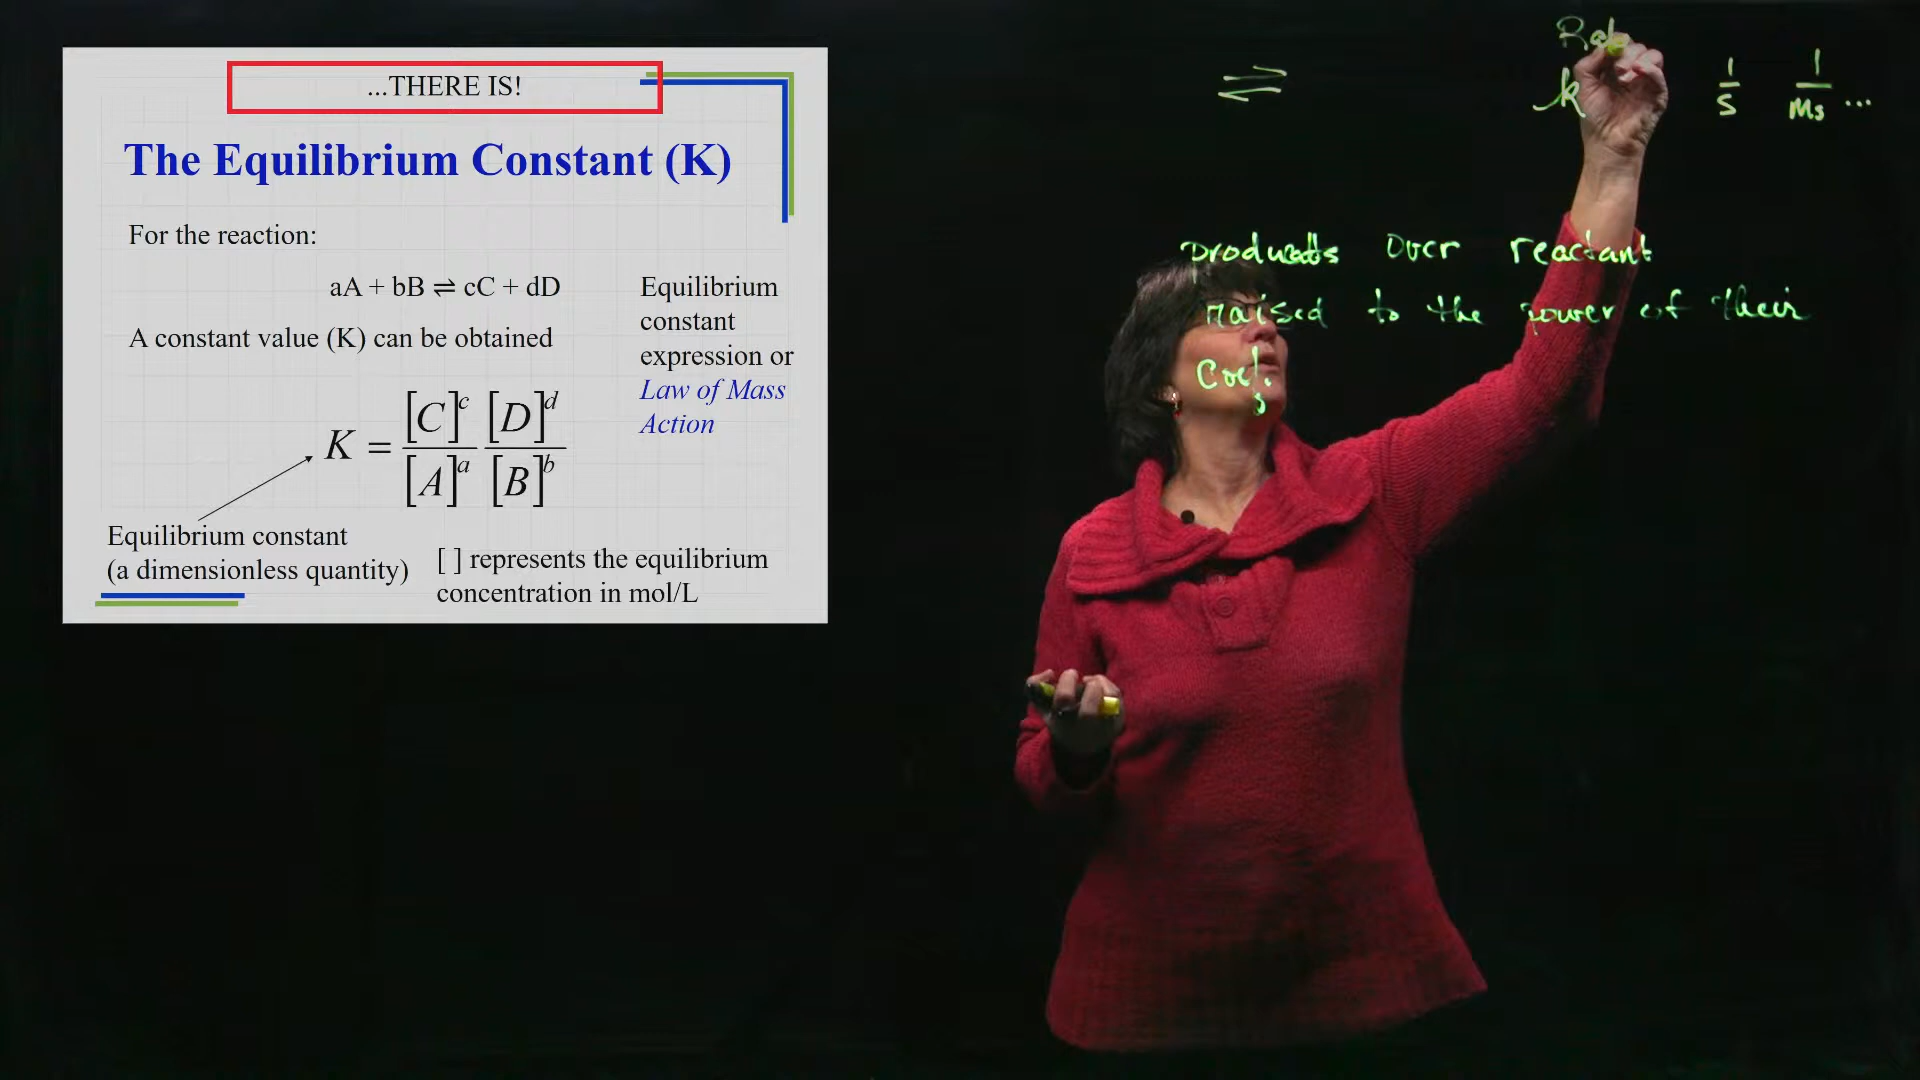 ...THERE IS!
The Equilibrium Constant (K)
For the reaction:
aA + bB ⇌ cC + dD
A constant value (K) can be obtained
Equilibrium
constant
expression or
Law of Mass
Action
K = [C]^c [D]^d / [A]^a [B]^b
Equilibrium constant
(a dimensionless quantity)
[ ] represents the equilibrium
concentration in mol/L
⇌
k 1/s 1/Ms ...
products over reactant
raised to the power of their